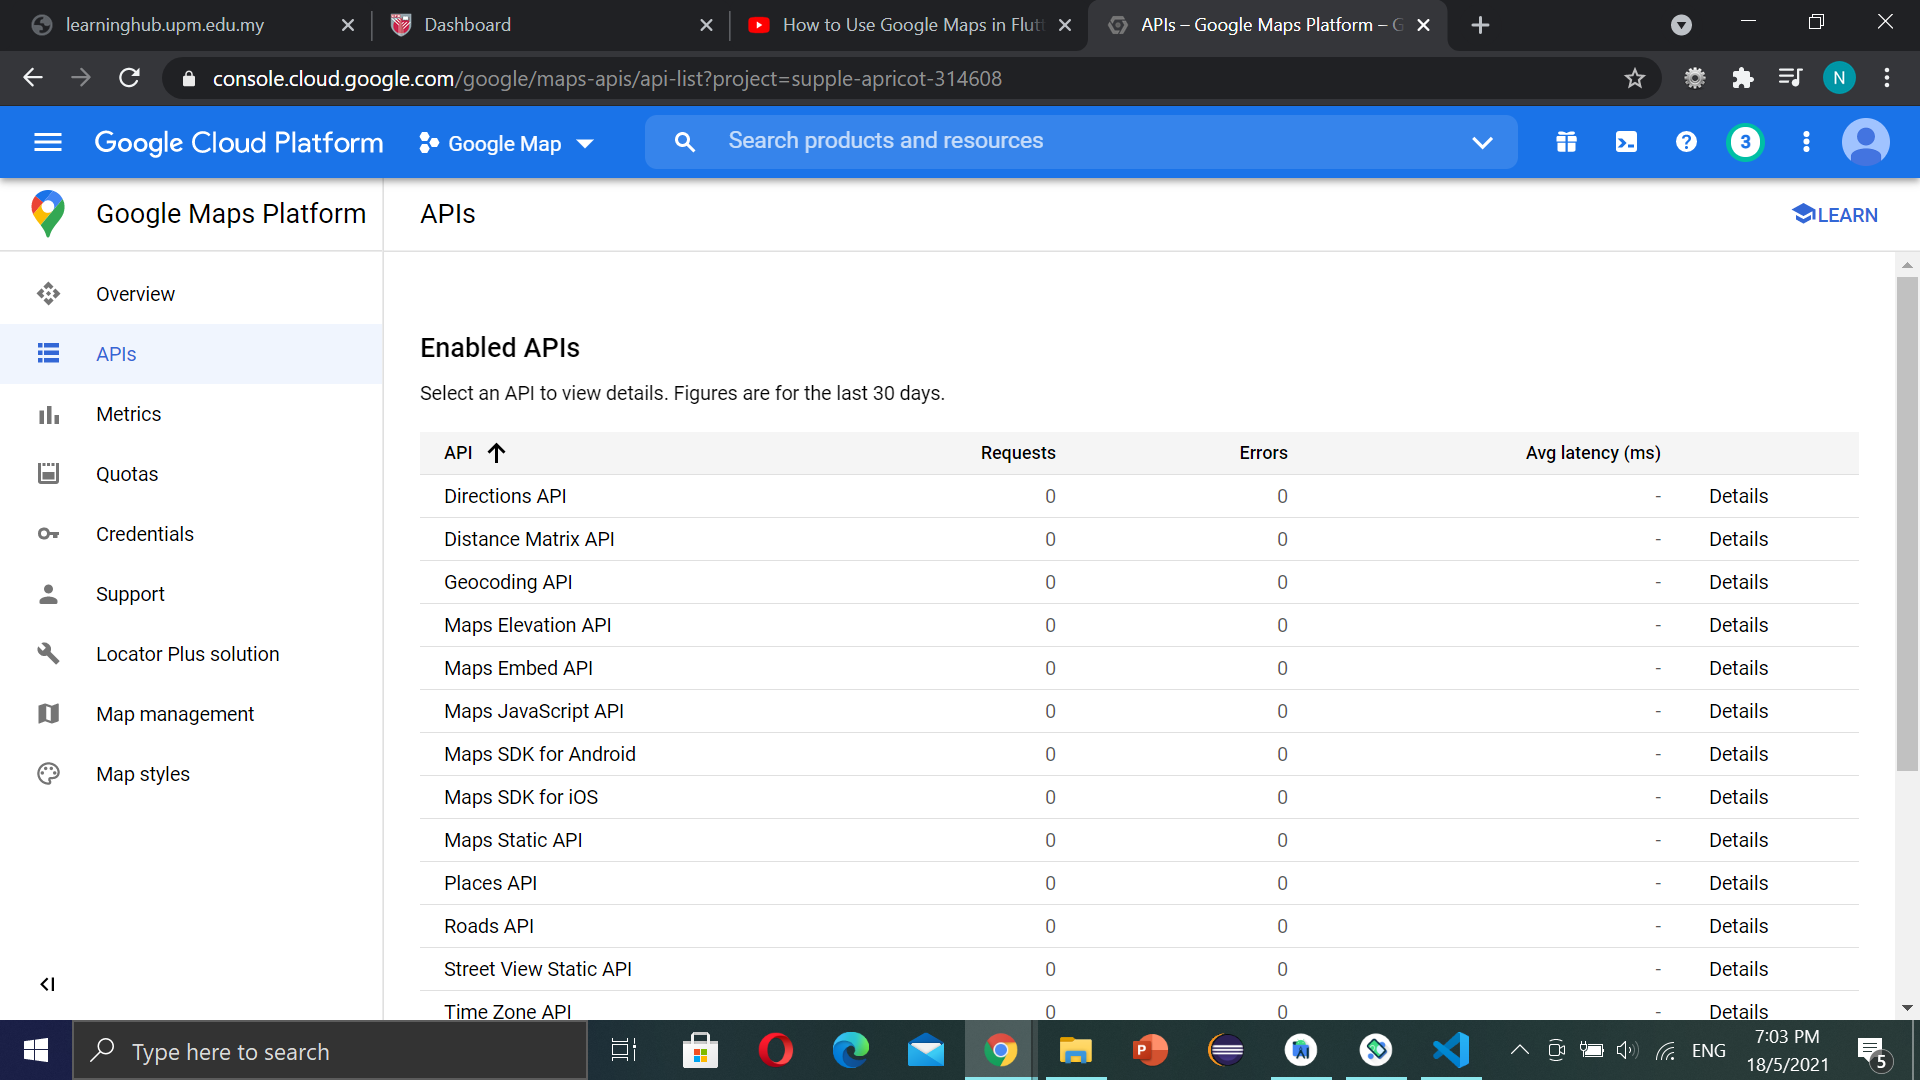 learninghub.upm.edu.my
Dashboard
How to Use Google Maps in Flutt
APIs – Google Maps Platform – G
console.cloud.google.com/google/maps-apis/api-list?project=supple-apricot-314608
N
Google Cloud Platform
Google Map
Search products and resources
3
Google Maps Platform
APIs
LEARN
Overview
APIs
Metrics
Quotas
Credentials
Support
Locator Plus solution
Map management
Map styles
Enabled APIs
Select an API to view details. Figures are for the last 30 days.
API Requests Errors Avg latency (ms)
Directions API 0 0 - Details
Distance Matrix API 0 0 - Details
Geocoding API 0 0 - Details
Maps Elevation API 0 0 - Details
Maps Embed API 0 0 - Details
Maps JavaScript API 0 0 - Details
Maps SDK for Android 0 0 - Details
Maps SDK for iOS 0 0 - Details
Maps Static API 0 0 - Details
Places API 0 0 - Details
Roads API 0 0 - Details
Street View Static API 0 0 - Details
Time Zone API 0 0 - Details
Type here to search
ENG
7:03 PM
18/5/2021
5